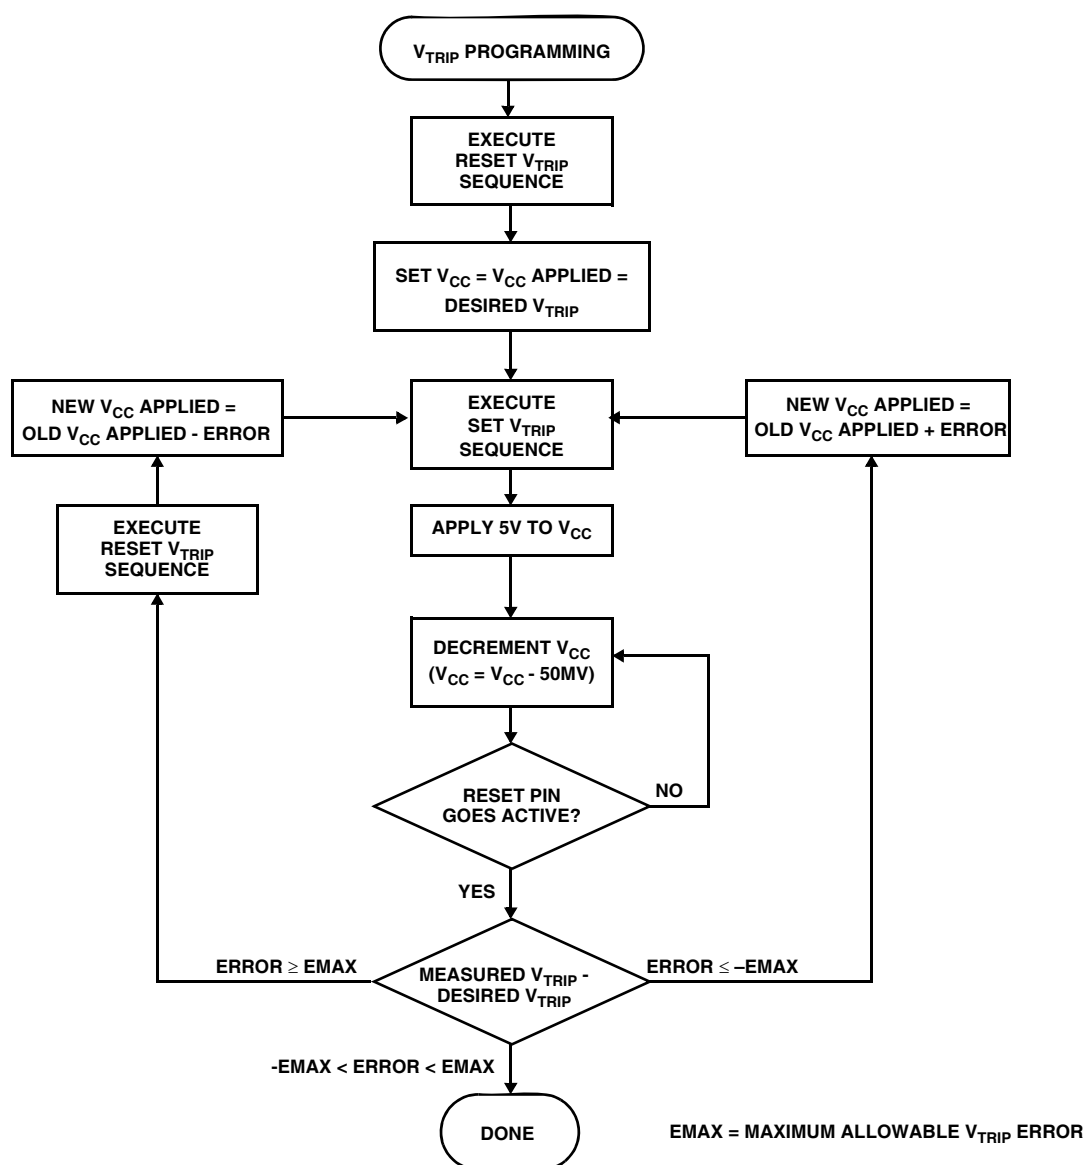 VTRIP PROGRAMMING
EXECUTE
RESET VTRIP
SEQUENCE
SET VCC = VCC APPLIED =
DESIRED VTRIP
NEW VCC APPLIED =
OLD VCC APPLIED - ERROR
EXECUTE
SET VTRIP
SEQUENCE
NEW VCC APPLIED =
OLD VCC APPLIED + ERROR
EXECUTE
RESET VTRIP
SEQUENCE
APPLY 5V TO VCC
DECREMENT VCC
(VCC = VCC - 50MV)
RESET PIN
GOES ACTIVE?
NO
YES
ERROR ≥ EMAX
MEASURED VTRIP -
DESIRED VTRIP
ERROR ≤ –EMAX
-EMAX < ERROR < EMAX
DONE
EMAX = MAXIMUM ALLOWABLE VTRIP ERROR